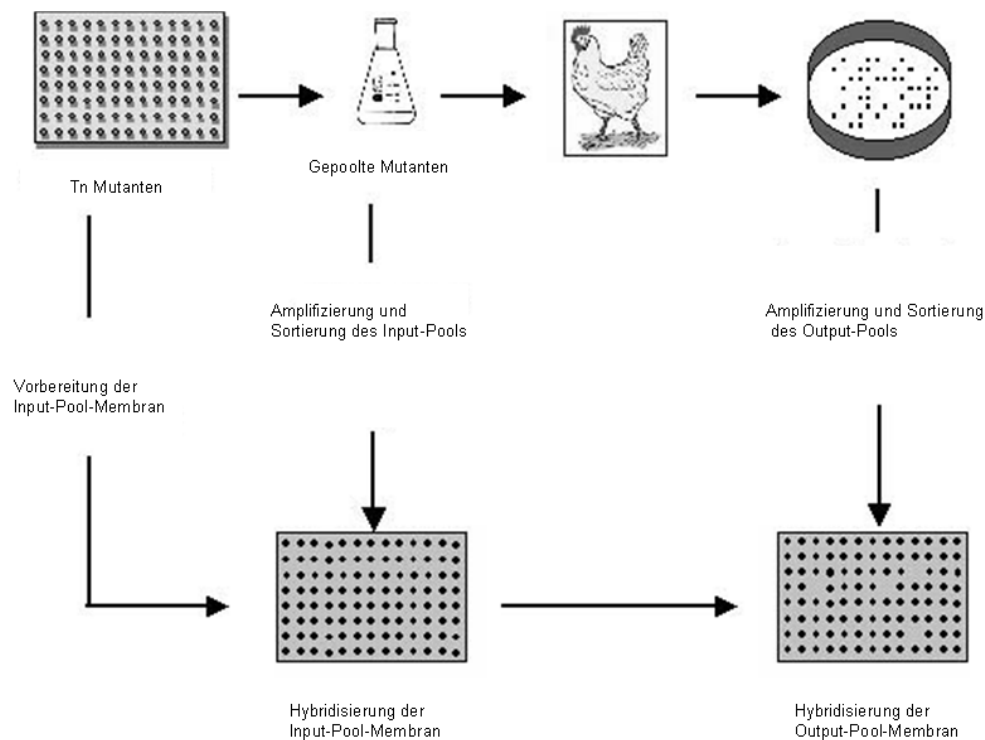 Tn Mutanten
Gepoolte Mutanten
Amplifizierung und
Sortierung des Input-Pools
Amplifizierung und Sortierung
des Output-Pools
Vorbereitung der
Input-Pool-Membran
Hybridisierung der
Input-Pool-Membran
Hybridisierung der
Output-Pool-Membran